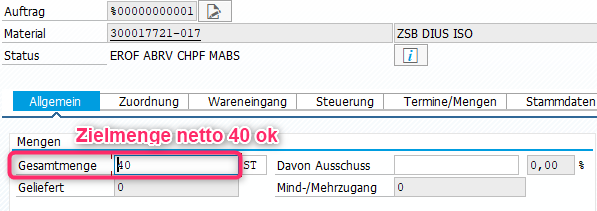 Auftrag %00000000001
Material 300017721-017 ZSB DIUS ISO
Status EROF ABRV CHPF MABS
Allgemein Zuordnung Wareneingang Steuerung Termine/Mengen Stammdaten
Zielmenge netto 40 ok
Mengen
Gesamtmenge 40 ST Davon Ausschuss 0,00 %
Geliefert 0 Mind-/Mehrzugang 0